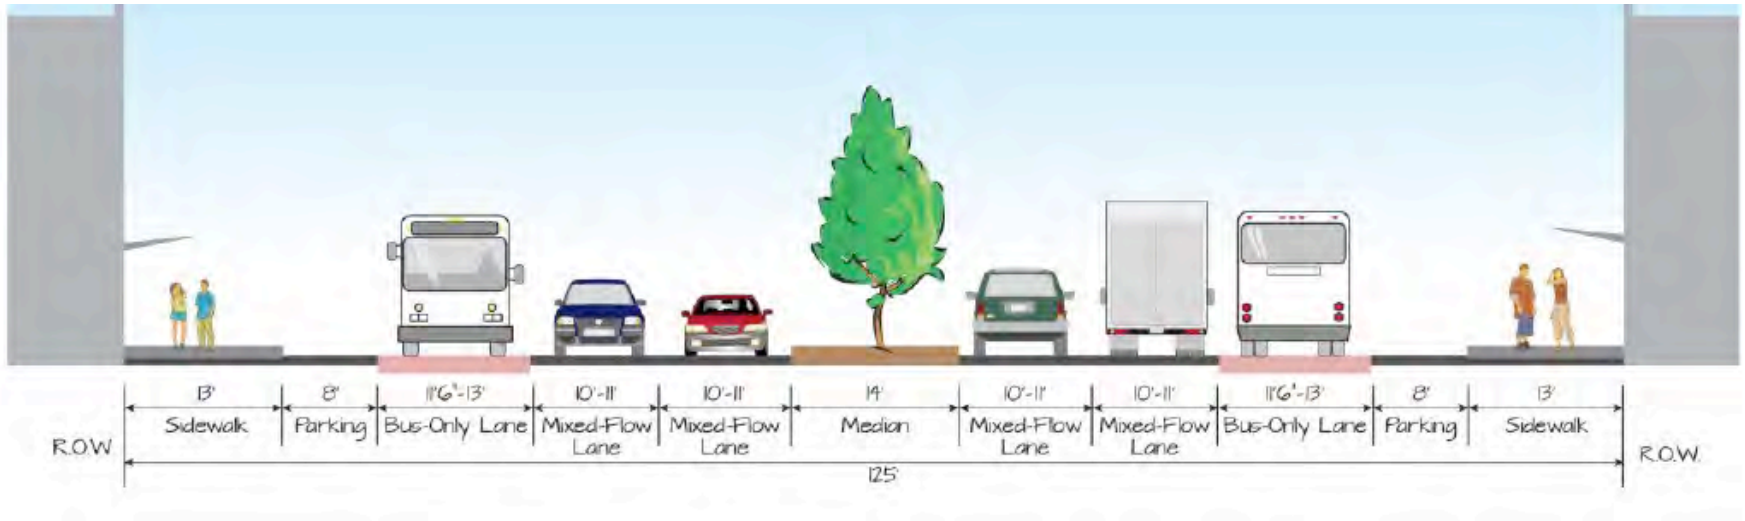 13' 8' 11'6"-13' 10'-11' 10'-11' 14' 10'-11' 10'-11' 11'6"-13' 8' 13'
Sidewalk Parking Bus-Only Lane Mixed-Flow Mixed-Flow Median Mixed-Flow Mixed-Flow Bus-Only Lane Parking Sidewalk
Lane Lane Lane Lane
R.O.W. R.O.W.
125'